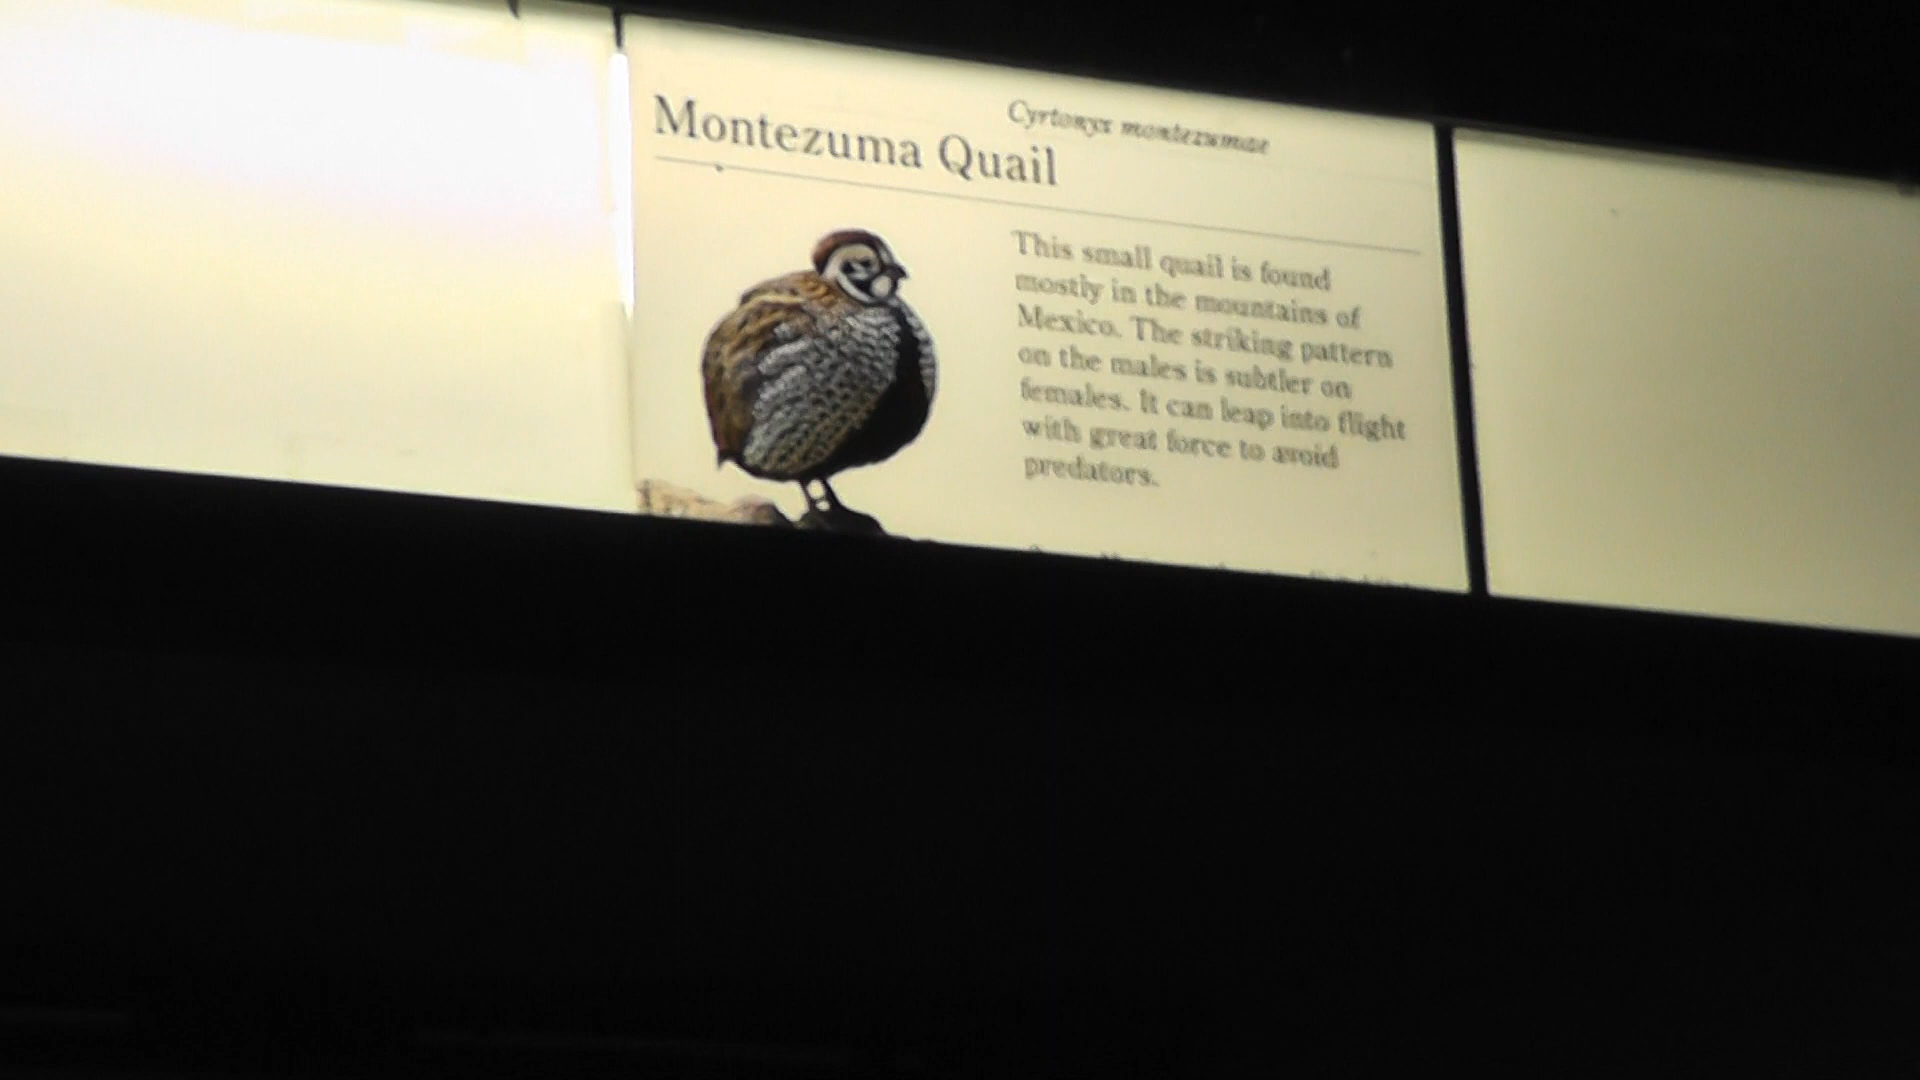 Cyrtonyx montezumae
Montezuma Quail
This small quail is found
mostly in the mountains of
Mexico. The striking pattern
on the males is subtler on
females. It can leap into flight
with great force to avoid
predators.